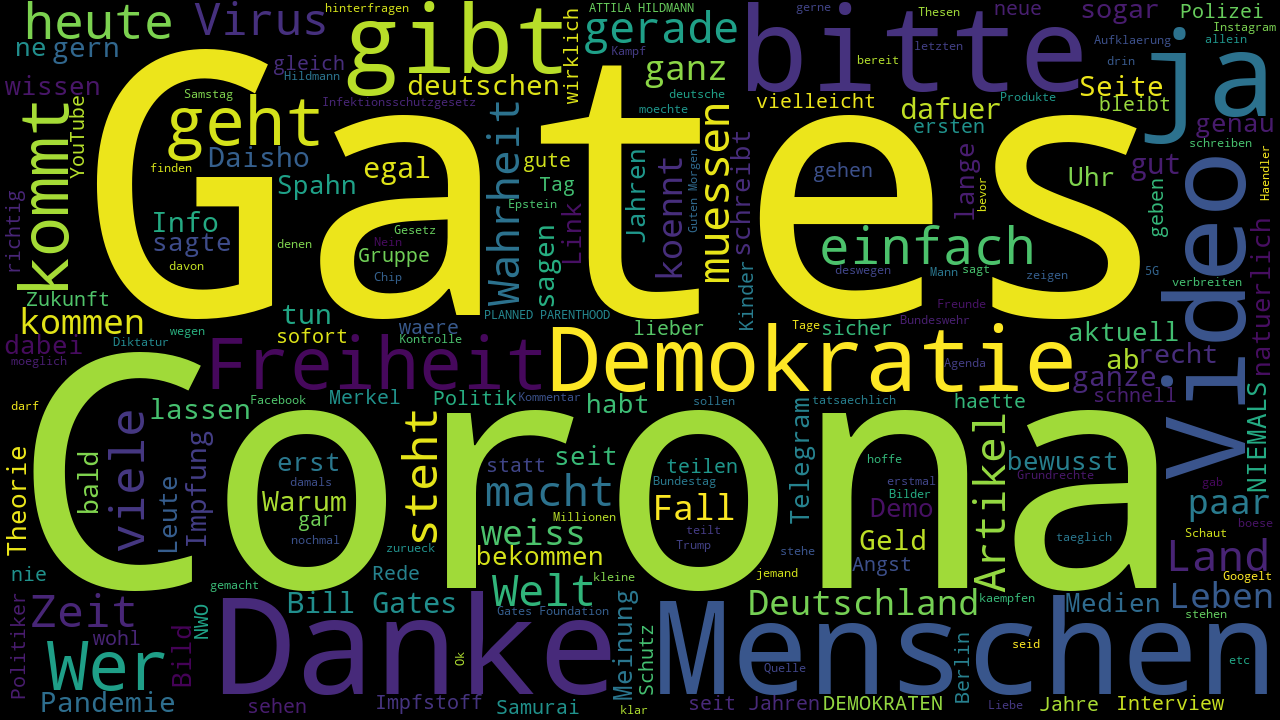 heute
Virus
hinterfragen
gibt
ATTILA HILDMANN
wirklich
gerade
Kampf
bitte
gerne
Thesen
letzten
bereit
neue
sogar
Aufklaerung
drin
Polizei
Instagram
allein
ja
ne
gern
wissen
gleich
Hildmann
deutschen
Infektionsschutzgesetz
ganz
deutsche
moechte
vielleicht
dafuer
ersten
Produkte
Seite
bleibt
genau
schreiben
Haendler
kommt
YouTube
Samstag
geht
Gates
Daisho
finden
egal
Spahn
Wahrheit
gute
Tag
Epstein
Jahren
koennt
Guten Morgen
muessen
schreibt
gehen
lange
bevor
Uhr
gut
geben
Video
richtig
Info
sagte
davon
denen
Gesetz
Nein
Gruppe
Chip
sagen
Link
einfach
deswegen
Mann
sagt
zeigen
5G
verbreiten
natuerlich
Zukunft
kommen
wegen
tun
sofort
waere
Kontrolle
PLANNED PARENTHOOD
lieber
Kinder
Tage
sicher
Freunde
Bundeswehr
aktuell
dabei
moeglich
Diktatur
Freiheit
Demokratie
Agenda
ab
recht
ganze
schnell
darf
Corona
viele
lassen
Facebook
Merkel
Politik
Kommentar
habt
sollen
tatsaechlich
haette
NIEMALS
Theorie
bald
Leute
Impfung
erst
damals
Warum
gar
nochmal
steht
statt
seit
macht
weiss
Millionen
bekommen
zurueck
teilen
Bundestag
Fall
teilt
Trump
Telegram
hoffe
erstmal
Bilder
Demo
Geld
stehe
Angst
Artikel
Grundrechte
bewusst
taeglich
gab
paar
Schaut
boese
Land
Googelt
nie
Politiker
Zeit
gemacht
Rede
Welt
kleine
jemand
Deutschland
kaempfen
Medien
Leben
stehen
Wer
wohl
Bild
NWO
Danke
Bill Gates
Gates Foundation
Meinung
Schutz
Menschen
Quelle
Berlin
seid
etc
Ok
Pandemie
sehen
Impfstoff
Samurai
klar
seit Jahren
DEMOKRATEN
Liebe
Jahre
Interview